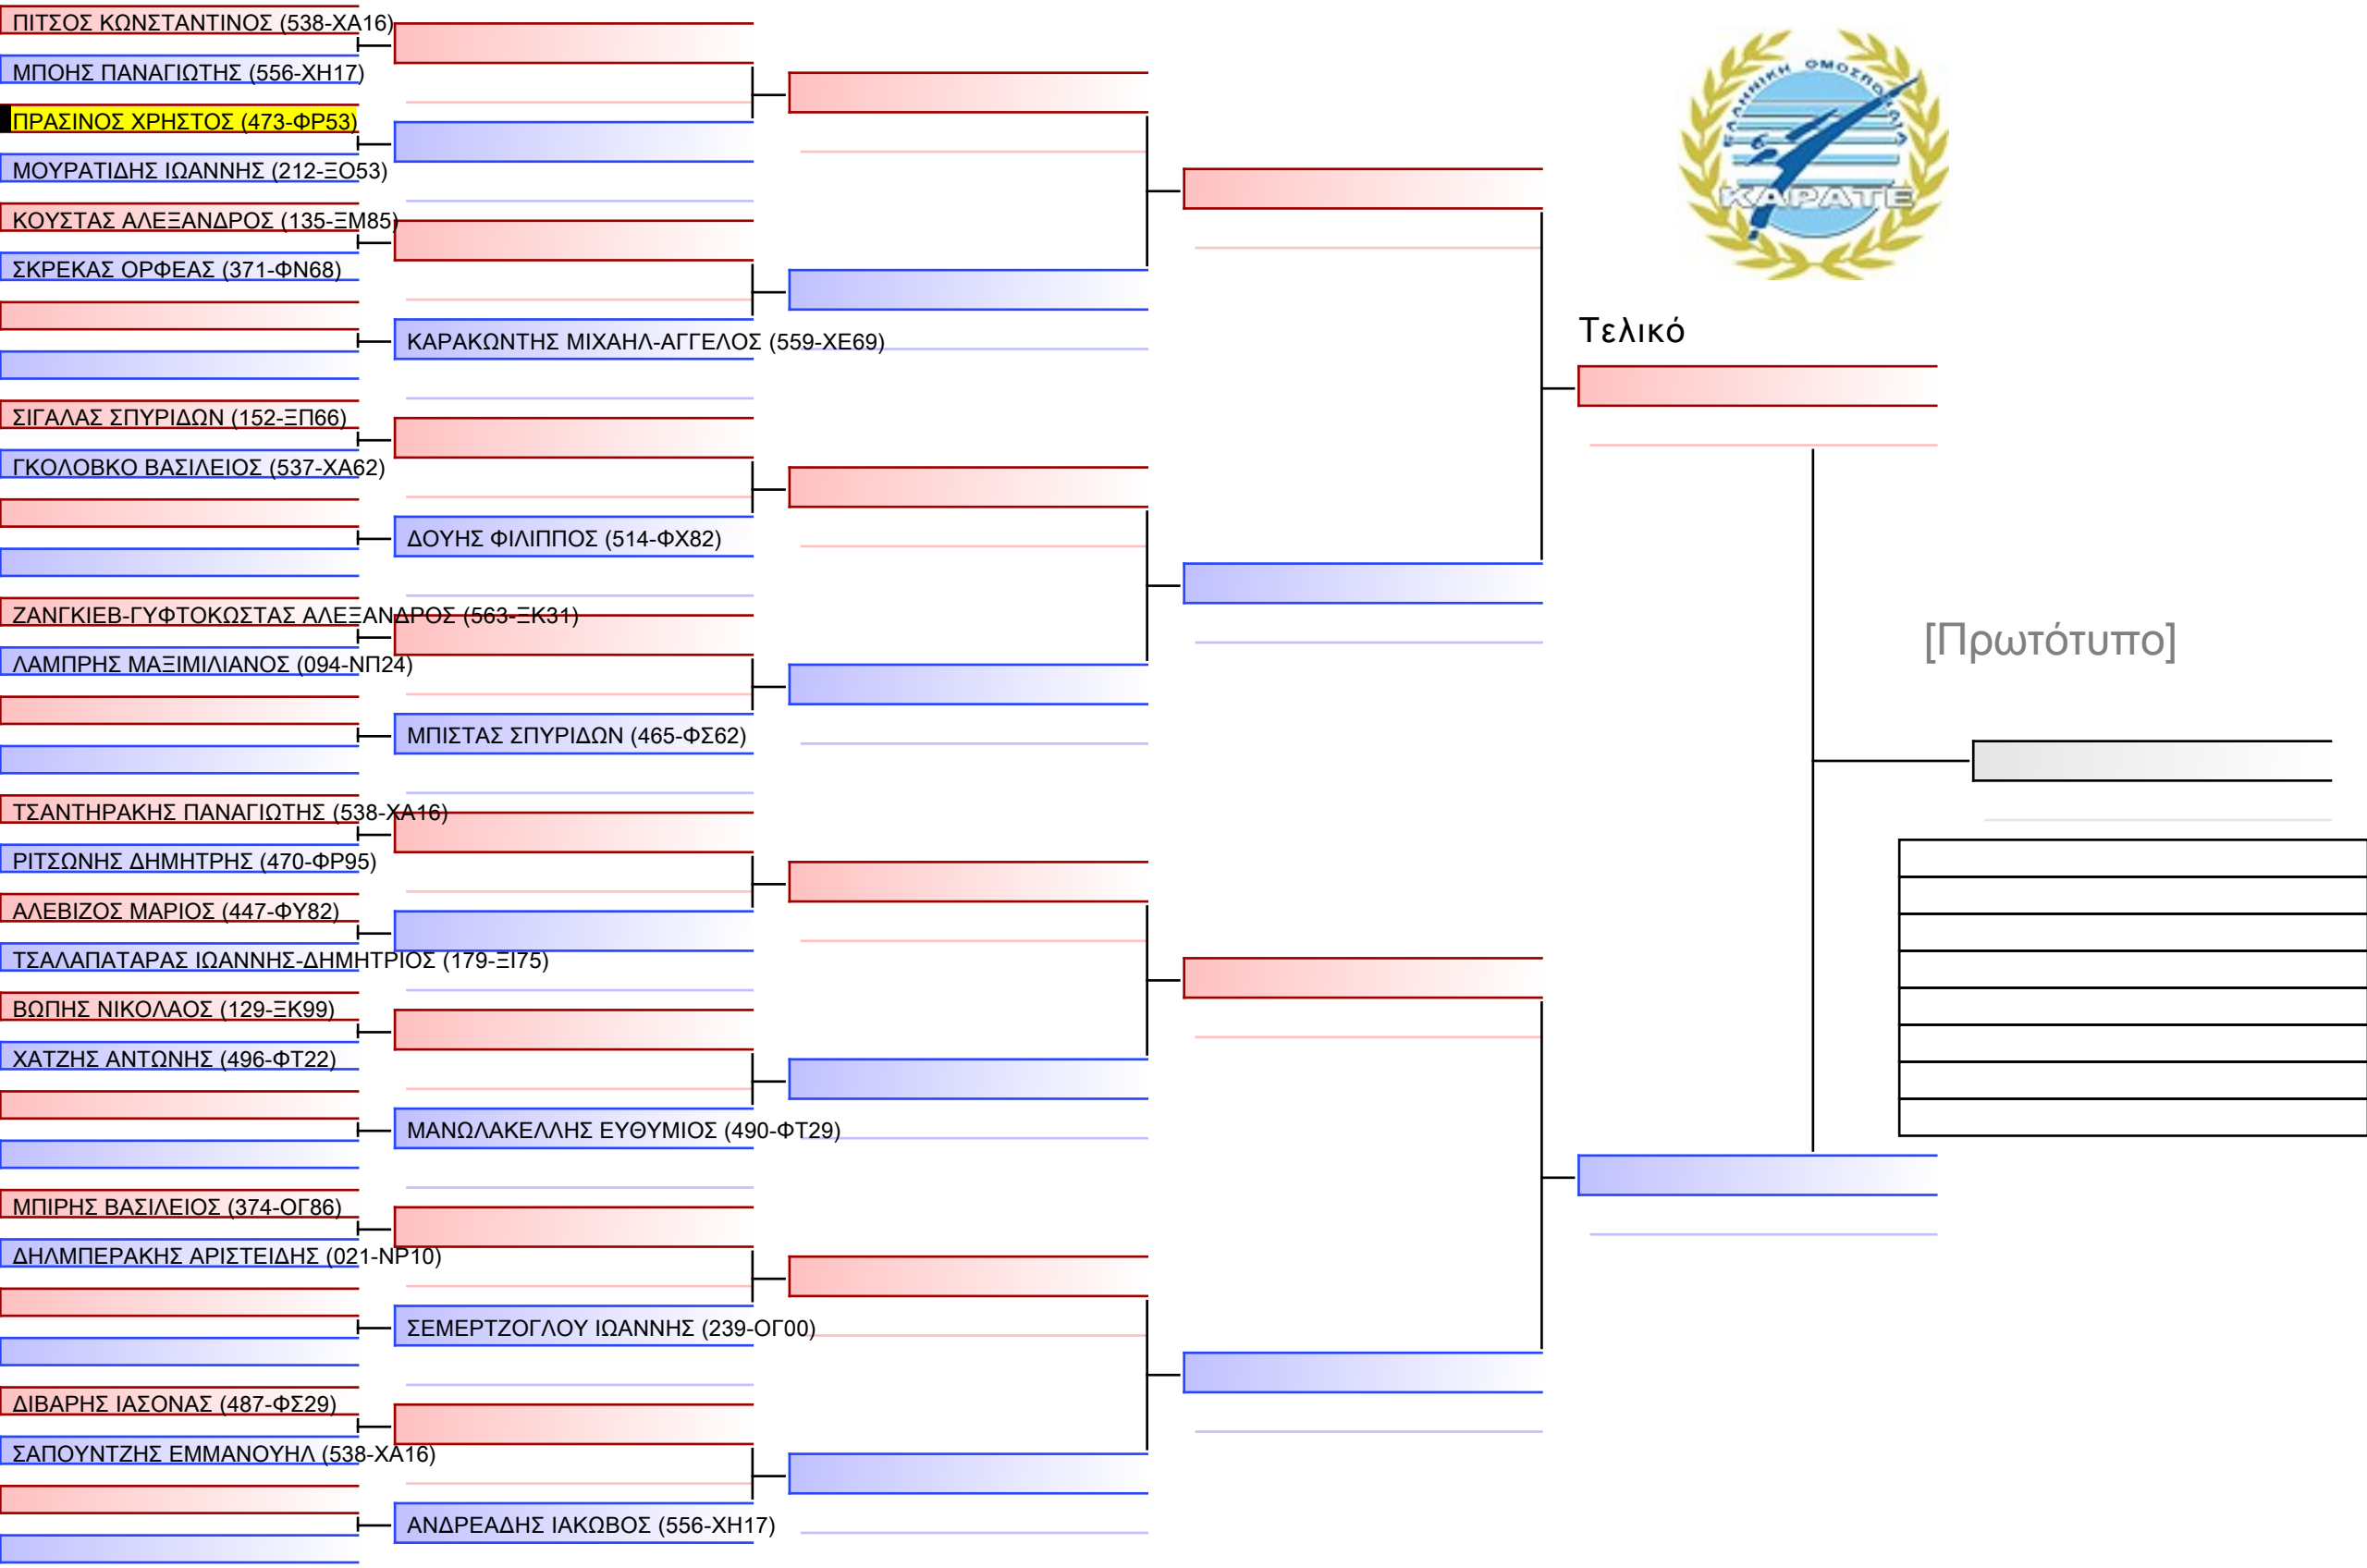 ΠΙΤΣΟΣ ΚΩΝΣΤΑΝΤΙΝΟΣ (538-ΧΑ16)
ΜΠΟΗΣ ΠΑΝΑΓΙΩΤΗΣ (556-ΧΗ17)
ΠΡΑΣΙΝΟΣ ΧΡΗΣΤΟΣ (473-ΦΡ53)
ΜΟΥΡΑΤΙΔΗΣ ΙΩΑΝΝΗΣ (212-ΞΟ53)
ΚΟΥΣΤΑΣ ΑΛΕΞΑΝΔΡΟΣ (135-ΞΜ85)
ΣΚΡΕΚΑΣ ΟΡΦΕΑΣ (371-ΦΝ68)
ΣΙΓΑΛΑΣ ΣΠΥΡΙΔΩΝ (152-ΞΠ66)
ΓΚΟΛΟΒΚΟ ΒΑΣΙΛΕΙΟΣ (537-ΧΑ62)
ΖΑΝΓΚΙΕΒ-ΓΥΦΤΟΚΩΣΤΑΣ ΑΛΕΞΑΝΔΡΟΣ (563-ΞΚ31)
ΛΑΜΠΡΗΣ ΜΑΞΙΜΙΛΙΑΝΟΣ (094-ΝΠ24)
ΤΣΑΝΤΗΡΑΚΗΣ ΠΑΝΑΓΙΩΤΗΣ (538-ΧΑ16)
ΡΙΤΣΩΝΗΣ ΔΗΜΗΤΡΗΣ (470-ΦΡ95)
ΑΛΕΒΙΖΟΣ ΜΑΡΙΟΣ (447-ΦΥ82)
ΤΣΑΛΑΠΑΤΑΡΑΣ ΙΩΑΝΝΗΣ-ΔΗΜΗΤΡΙΟΣ (179-ΞΙ75)
ΒΩΠΗΣ ΝΙΚΟΛΑΟΣ (129-ΞΚ99)
ΧΑΤΖΗΣ ΑΝΤΩΝΗΣ (496-ΦΤ22)
ΜΠΙΡΗΣ ΒΑΣΙΛΕΙΟΣ (374-ΟΓ86)
ΔΗΛΜΠΕΡΑΚΗΣ ΑΡΙΣΤΕΙΔΗΣ (021-ΝΡ10)
ΔΙΒΑΡΗΣ ΙΑΣΟΝΑΣ (487-ΦΣ29)
ΣΑΠΟΥΝΤΖΗΣ ΕΜΜΑΝΟΥΗΛ (538-ΧΑ16)
ΚΑΡΑΚΩΝΤΗΣ ΜΙΧΑΗΛ-ΑΓΓΕΛΟΣ (559-ΧΕ69)
ΔΟΥΗΣ ΦΙΛΙΠΠΟΣ (514-ΦΧ82)
ΜΠΙΣΤΑΣ ΣΠΥΡΙΔΩΝ (465-ΦΣ62)
ΜΑΝΩΛΑΚΕΛΛΗΣ ΕΥΘΥΜΙΟΣ (490-ΦΤ29)
ΣΕΜΕΡΤΖΟΓΛΟΥ ΙΩΑΝΝΗΣ (239-ΟΓ00)
ΑΝΔΡΕΑΔΗΣ ΙΑΚΩΒΟΣ (556-ΧΗ17)
ΕΛΛΗΝΙΚΗ ΟΜΟΣΠΟΝΔΙΑ
ΚΑΡΑΤΕ
Τελικό
[Πρωτότυπο]